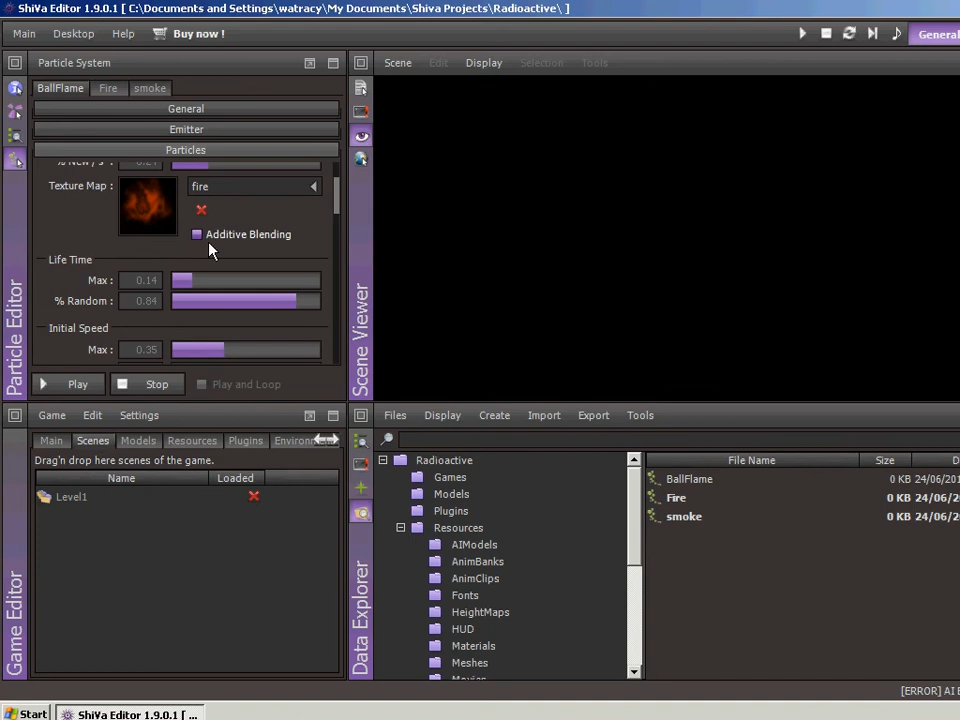 ShiVa Editor 1.9.0.1 [ C:\Documents and Settings\watracy\My Documents\Shiva Projects\Radioactive\ ]
Main Desktop Help Buy now ! General
Particle System
Scene Edit Display Selection Tools
BallFlame Fire smoke
General
Emitter
Particles
% New / s 0.24
Texture Map : fire
Additive Blending
Life Time
Max : 0.14
% Random : 0.84
Initial Speed
Max : 0.35
Particle Editor
Scene Viewer
Play Stop Play and Loop
Game Edit Settings
Files Display Create Import Export Tools
Main Scenes Models Resources Plugins
Drag'n drop here scenes of the game.
Name Loaded
Level1
Game Editor
Data Explorer
Radioactive
Games
Models
Plugins
Resources
AIModels
AnimBanks
AnimClips
Fonts
HeightMaps
HUD
Materials
Meshes
File Name Size D
BallFlame 0 KB 24/06/201
Fire 0 KB 24/06/20
smoke 0 KB 24/06/20
[ERROR] AI E
Start ShiVa Editor 1.9.0.1 [ ...